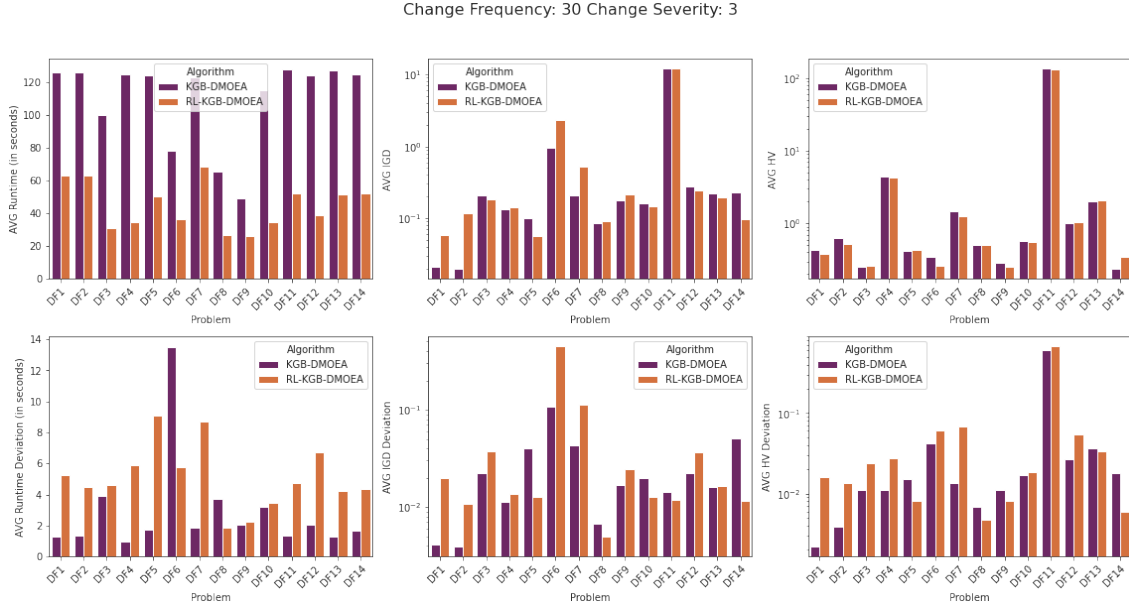 Change Frequency: 30 Change Severity: 3
AVG Runtime (in seconds)
120
100
80
60
40
20
0
Algorithm
KGB-DMOEA
RL-KGB-DMOEA
DF1 DF2 DF3 DF4 DF5 DF6 DF7 DF8 DF9 DF10 DF11 DF12 DF13 DF14
Problem
AVG IGD
10^1
10^0
10^-1
Algorithm
KGB-DMOEA
RL-KGB-DMOEA
DF1 DF2 DF3 DF4 DF5 DF6 DF7 DF8 DF9 DF10 DF11 DF12 DF13 DF14
Problem
AVG HV
10^2
10^1
10^0
Algorithm
KGB-DMOEA
RL-KGB-DMOEA
DF1 DF2 DF3 DF4 DF5 DF6 DF7 DF8 DF9 DF10 DF11 DF12 DF13 DF14
Problem
AVG Runtime Deviation (in seconds)
14
12
10
8
6
4
2
0
Algorithm
KGB-DMOEA
RL-KGB-DMOEA
DF1 DF2 DF3 DF4 DF5 DF6 DF7 DF8 DF9 DF10 DF11 DF12 DF13 DF14
Problem
AVG IGD Deviation
10^-1
10^-2
Algorithm
KGB-DMOEA
RL-KGB-DMOEA
DF1 DF2 DF3 DF4 DF5 DF6 DF7 DF8 DF9 DF10 DF11 DF12 DF13 DF14
Problem
AVG HV Deviation
10^-1
10^-2
Algorithm
KGB-DMOEA
RL-KGB-DMOEA
DF1 DF2 DF3 DF4 DF5 DF6 DF7 DF8 DF9 DF10 DF11 DF12 DF13 DF14
Problem